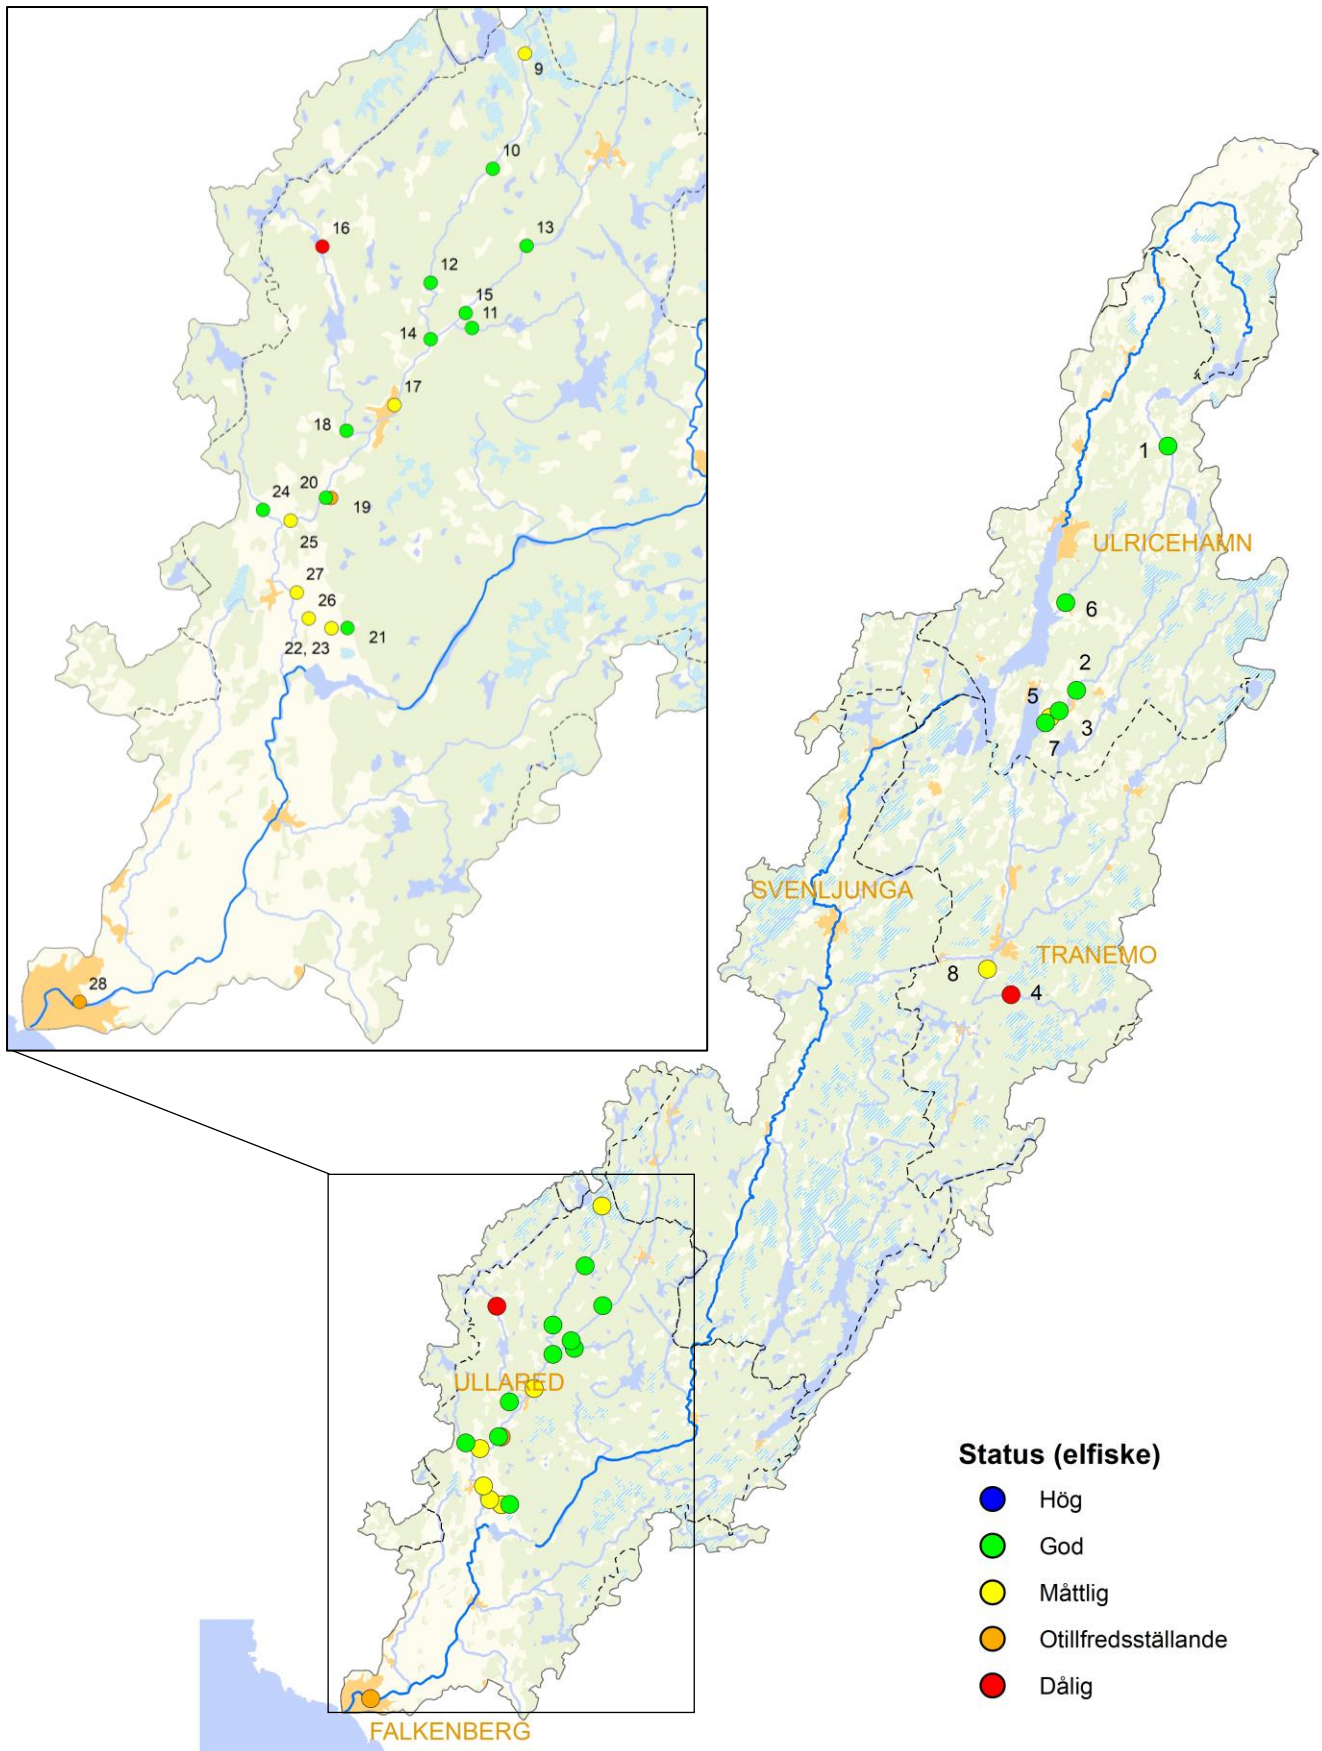 9
10
16
13
12
15
11
14
17
18
20
24
19
25
27
26
22, 23
21
28
1
ULRICEHAMN
6
2
5
3
7
SVENLJUNGA
TRANEMO
8
4
ULLARED
FALKENBERG
Status (elfiske)
Hög
God
Måttlig
Otillfredsställande
Dålig